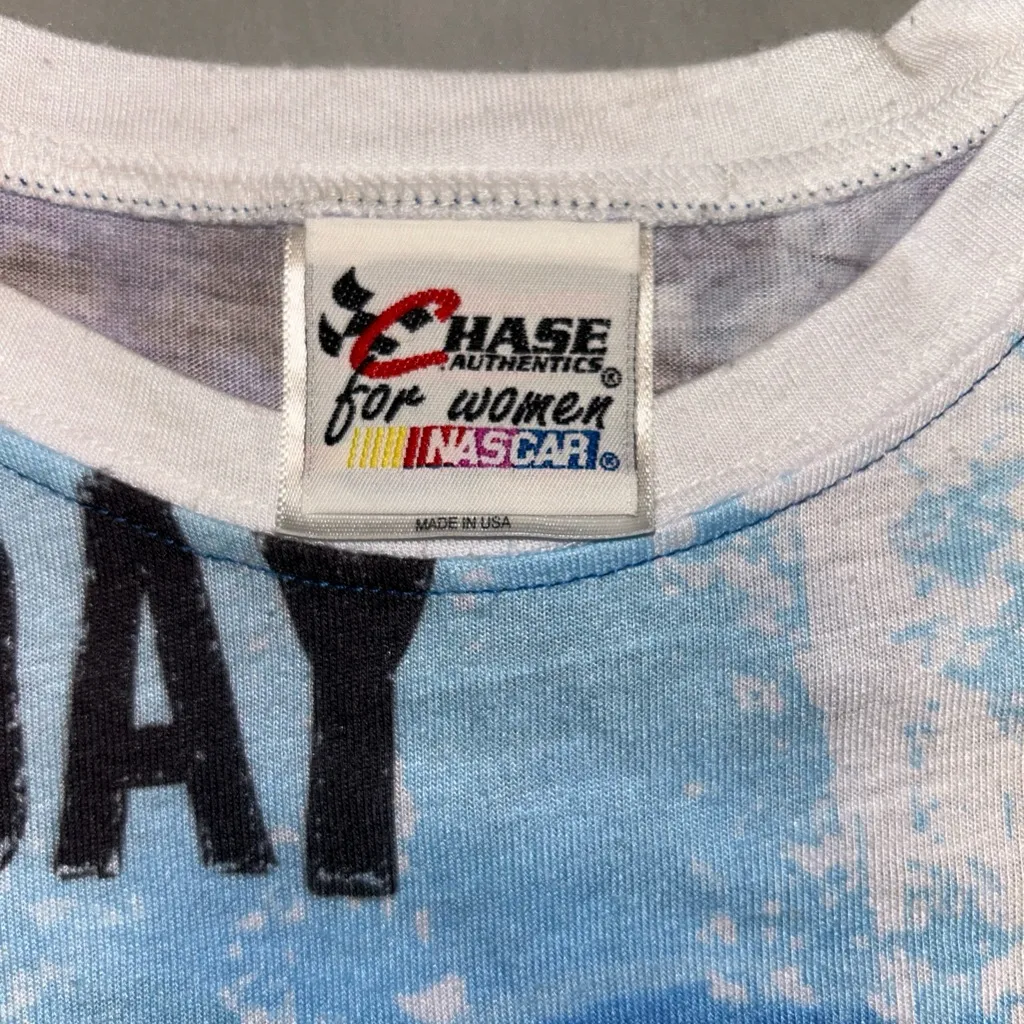 CHASE
AUTHENTICS®
for women
NASCAR®
MADE IN USA
DAY